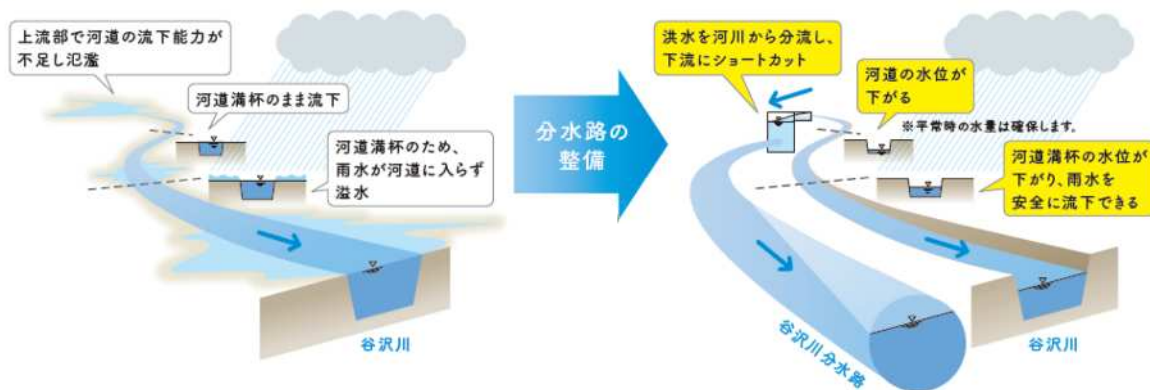 上流部で河道の流下能力が
不足し氾濫
河道溝杯のまま流下
河道溝杯のため、
雨水が河道に入らず
溢水
谷沢川
分水路の
整備
洪水を河川から分流し、
下流にショートカット
河道の水位が
下がる
※平常時の水量は確保します。
河道溝杯の水位が
下がり、雨水を
安全に流下できる
谷沢川分水路
谷沢川